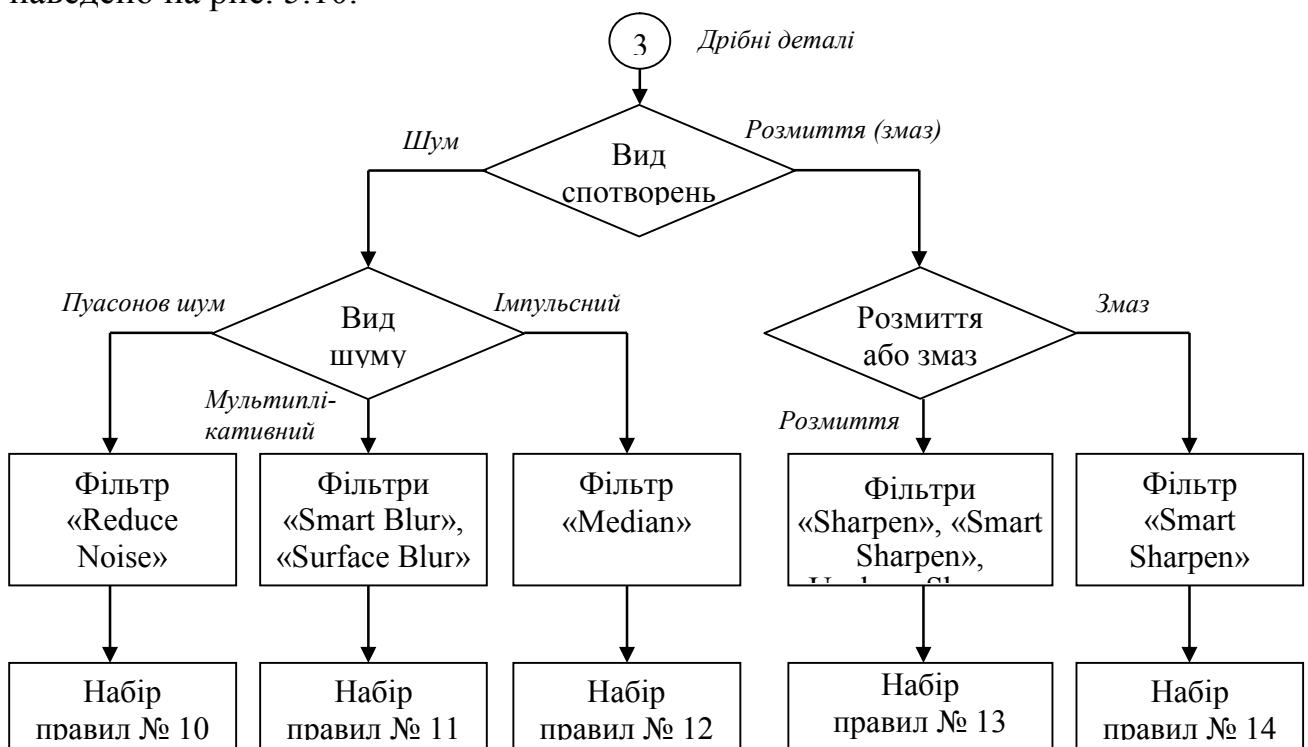 наведено на рис. 3.10.
3
Дрібні деталі
Шум
Розмиття (змаз)
Вид
спотворень
Пуасонов шум
Імпульсний
Змаз
Вид
шуму
Розмиття
або змаз
Мультиплі-
кативний
Розмиття
Фільтр
«Reduce
Noise»
Фільтри
«Smart Blur»,
«Surface Blur»
Фільтр
«Median»
Фільтри
«Sharpen», «Smart
Sharpen»,
Фільтр
«Smart
Sharpen»
Набір
правил № 10
Набір
правил № 11
Набір
правил № 12
Набір
правил № 13
Набір
правил № 14